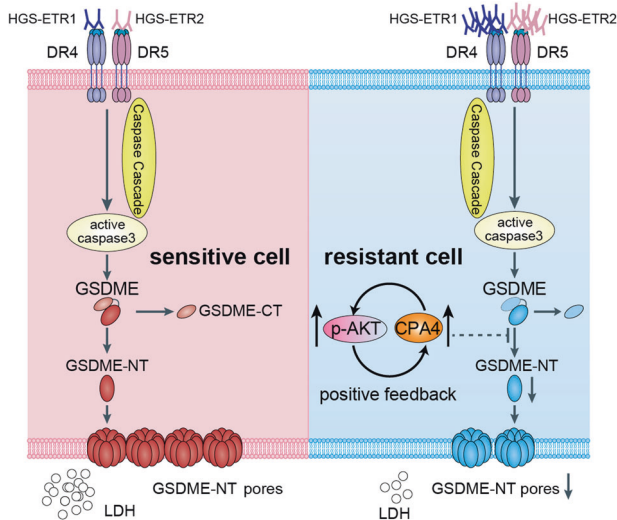 HGS-ETR1
HGS-ETR2
DR4
DR5
Caspase Cascade
active
caspase3
sensitive cell
GSDME
GSDME-CT
GSDME-NT
GSDME-NT pores
LDH
HGS-ETR1
HGS-ETR2
DR4
DR5
Caspase Cascade
active
caspase3
resistant cell
GSDME
p-AKT
CPA4
positive feedback
GSDME-NT
GSDME-NT pores
LDH